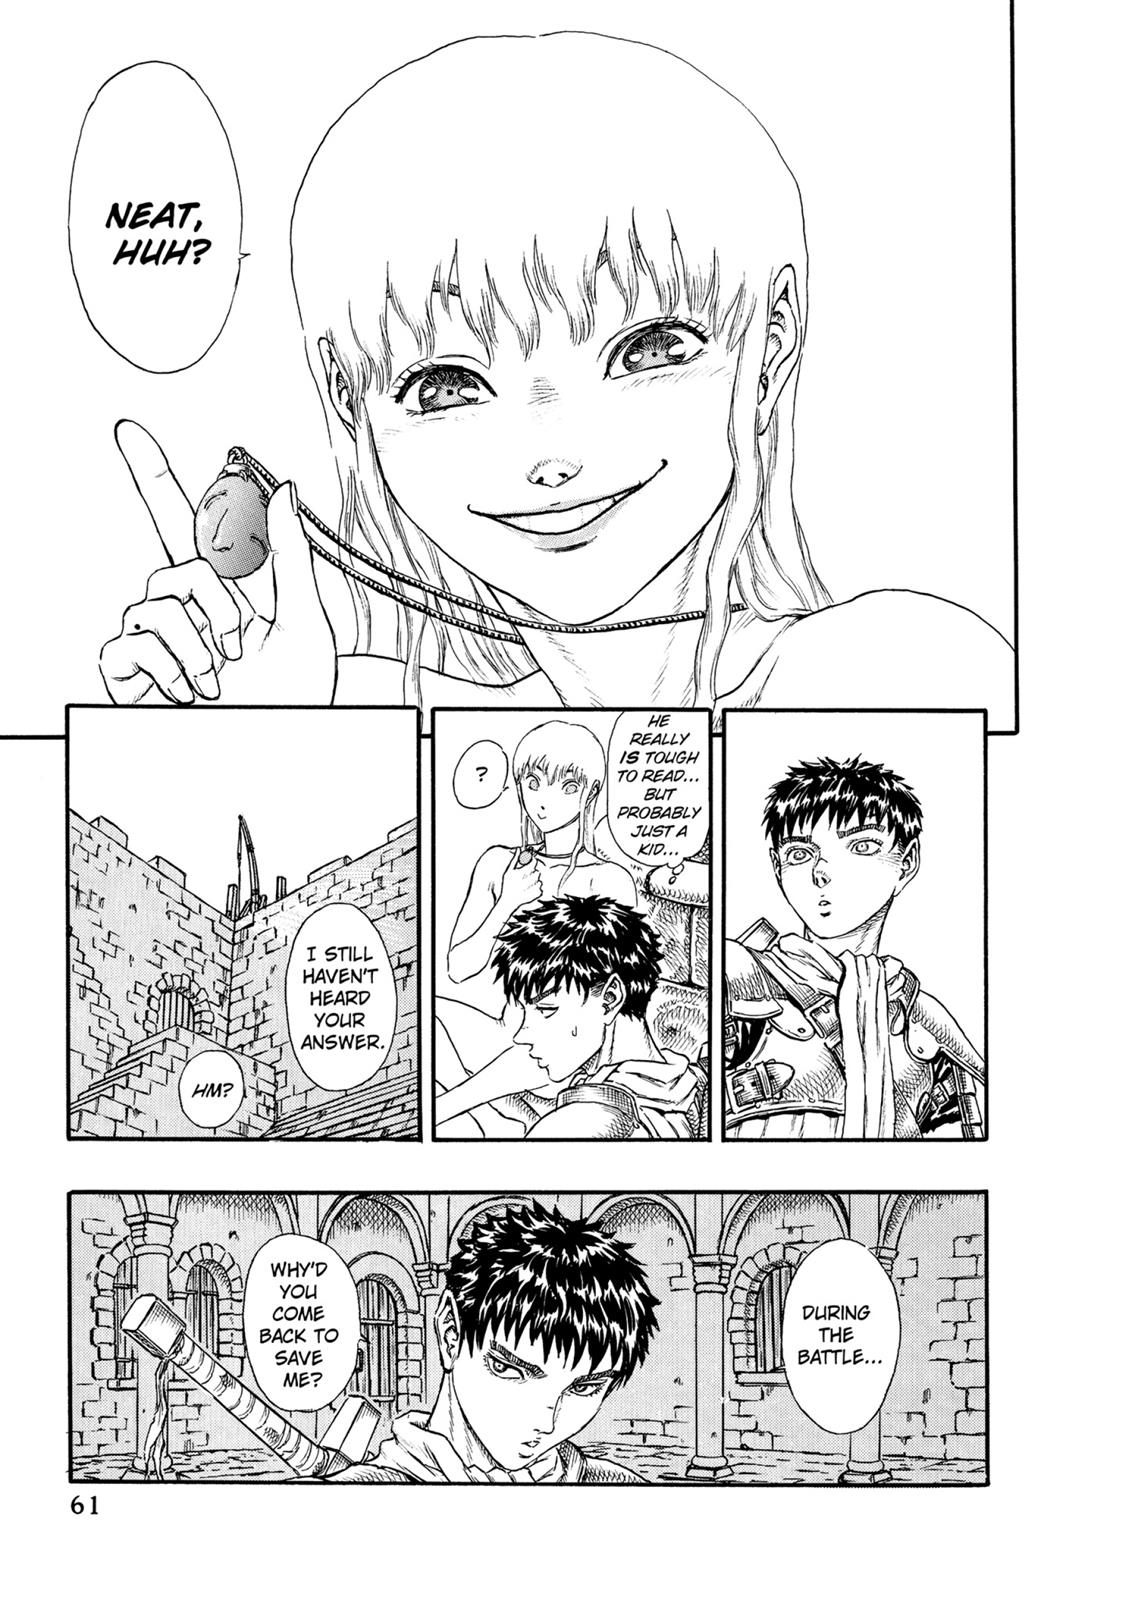 NEAT,
HUH?
HE
REALLY
IS TOUGH
TO READ...
BUT
PROBABLY
JUST A
KID...
?
I STILL
HAVEN'T
HEARD
YOUR
ANSWER.
HM?
DURING
THE
BATTLE...
WHY'D
YOU
COME
BACK TO
SAVE
ME?
61